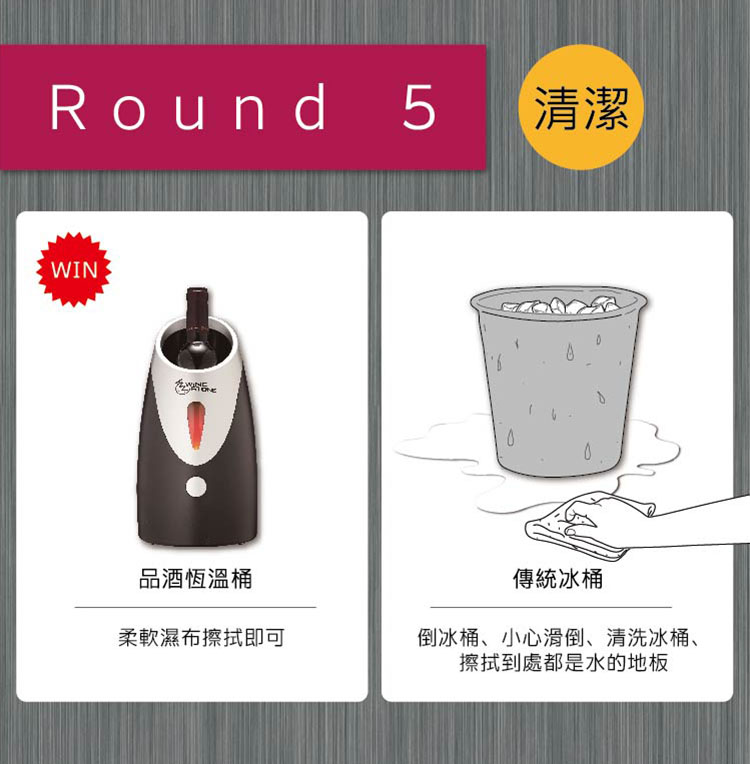 Round 5
清潔
WIN
WINE
STONE
品酒恆溫桶
柔軟濕布擦拭即可
傳統冰桶
倒冰桶、小心滑倒、清洗冰桶、
擦拭到處都是水的地板